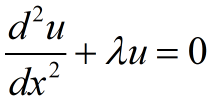 d²u/dx² + λu = 0